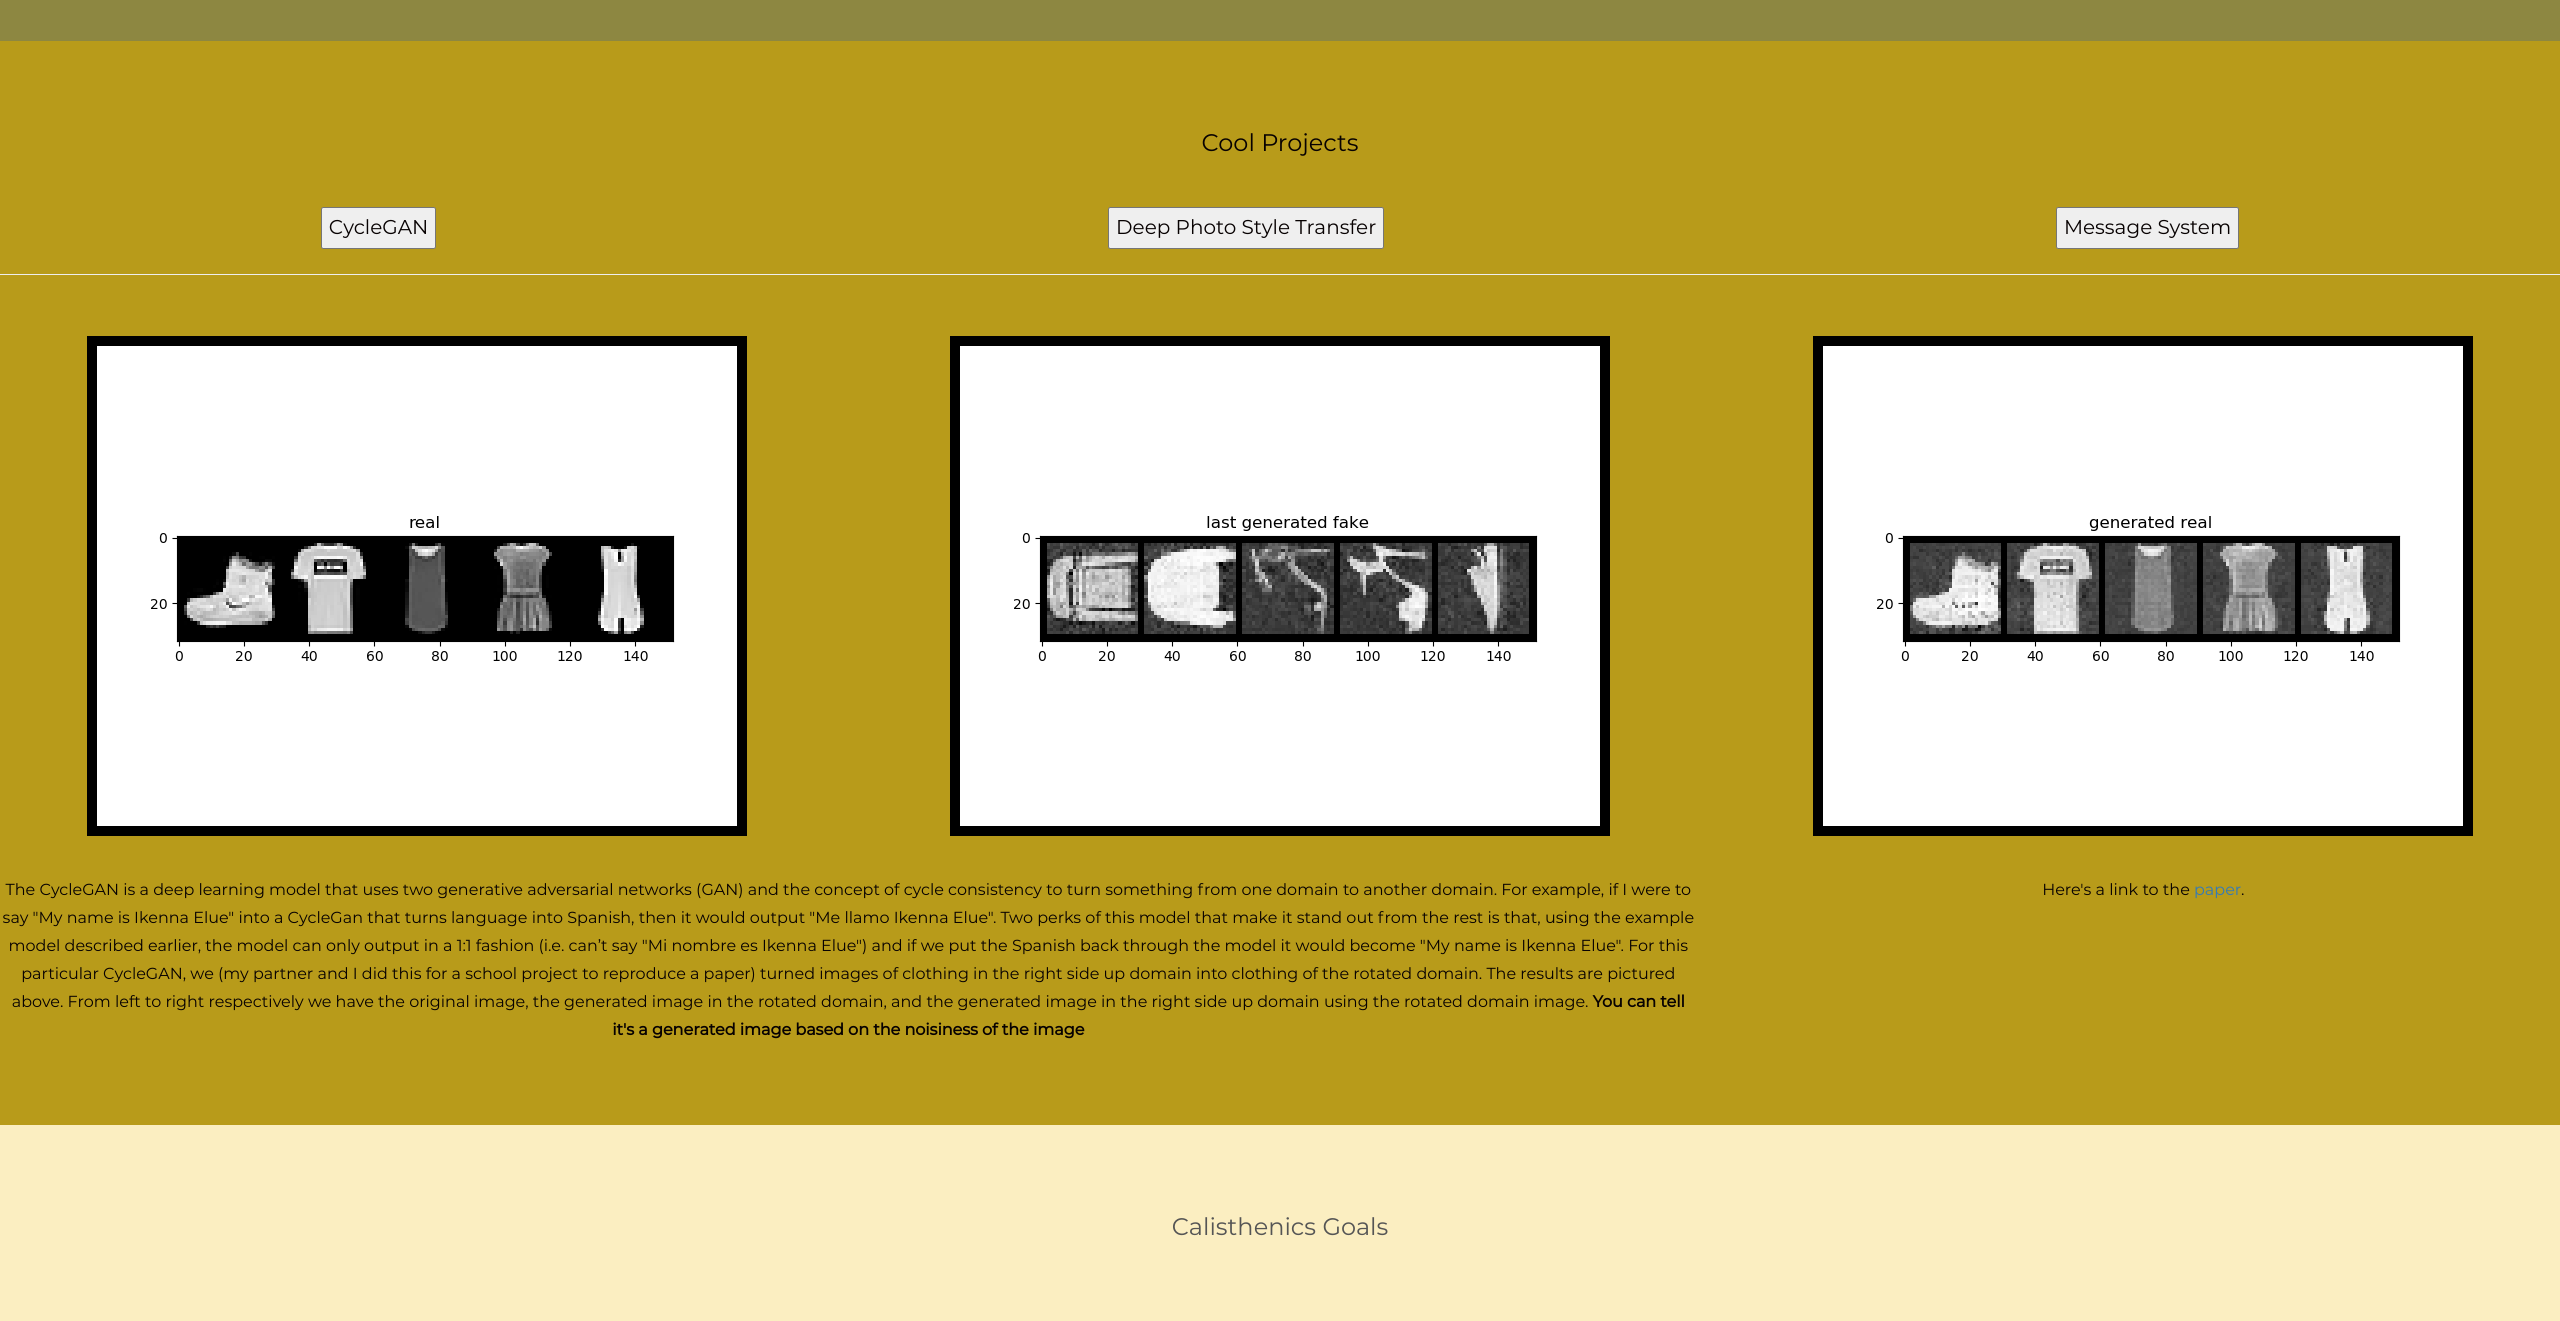 Cool Projects
CycleGAN
Deep Photo Style Transfer
Message System
real
0
20
0 20 40 60 80 100 120 140
last generated fake
0
20
0 20 40 60 80 100 120 140
generated real
0
20
0 20 40 60 80 100 120 140
The CycleGAN is a deep learning model that uses two generative adversarial networks (GAN) and the concept of cycle consistency to turn something from one domain to another domain. For example, if I were to
say "My name is Ikenna Elue" into a CycleGan that turns language into Spanish, then it would output "Me llamo Ikenna Elue". Two perks of this model that make it stand out from the rest is that, using the example
model described earlier, the model can only output in a 1:1 fashion (i.e. can't say "Mi nombre es Ikenna Elue") and if we put the Spanish back through the model it would become "My name is Ikenna Elue". For this
particular CycleGAN, we (my partner and I did this for a school project to reproduce a paper) turned images of clothing in the right side up domain into clothing of the rotated domain. The results are pictured
above. From left to right respectively we have the original image, the generated image in the rotated domain, and the generated image in the right side up domain using the rotated domain image. You can tell
it's a generated image based on the noisiness of the image
Here's a link to the paper.
Calisthenics Goals